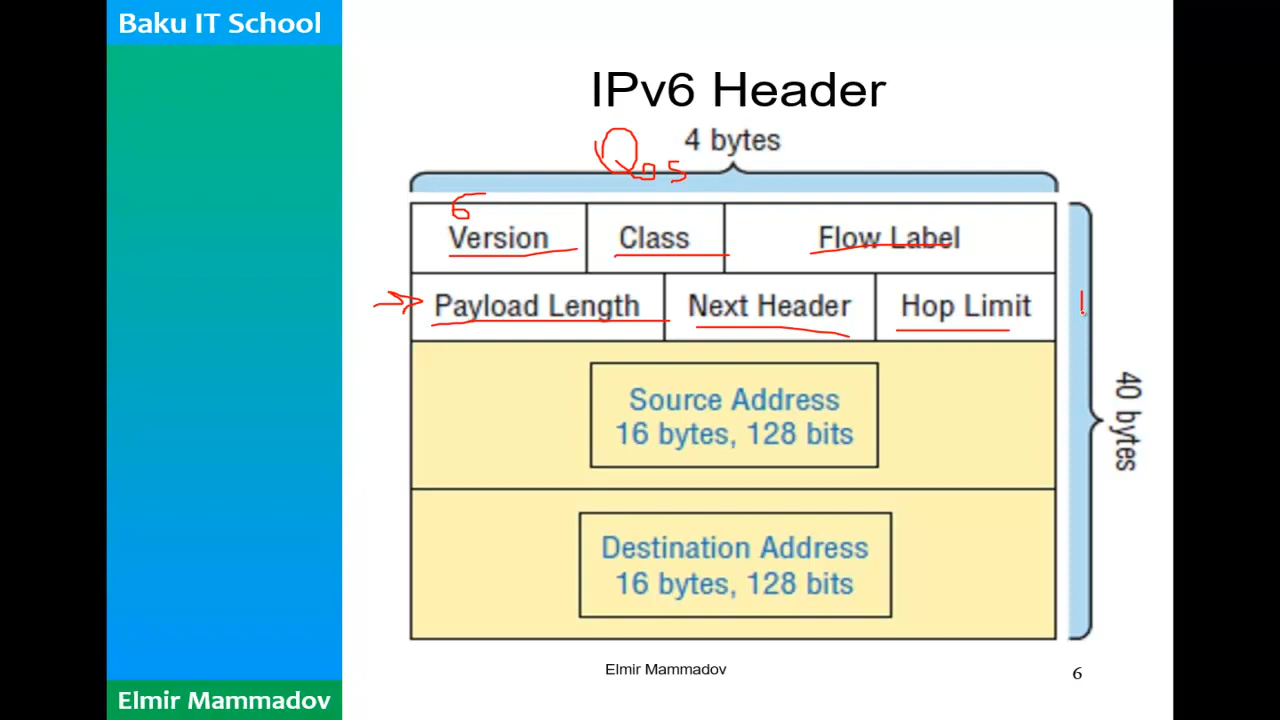 Baku IT School
IPv6 Header
4 bytes
QoS
6
Version Class Flow Label
Payload Length Next Header Hop Limit
Source Address
16 bytes, 128 bits
40 bytes
Destination Address
16 bytes, 128 bits
Elmir Mammadov
6
Elmir Mammadov